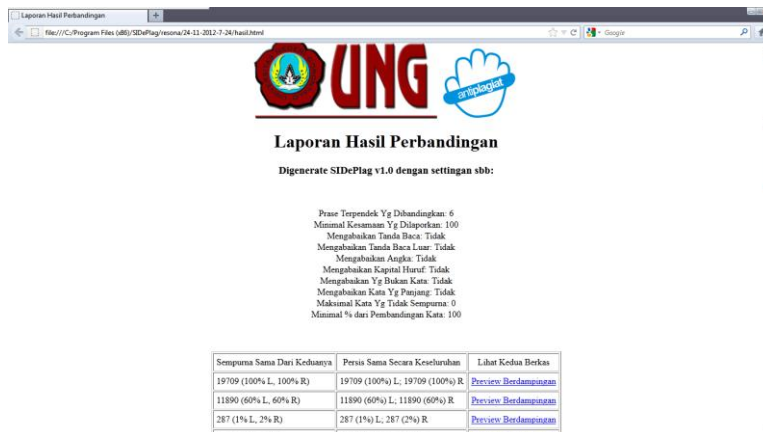 Laporan Hasil Perbandingan
file:///C:/Program Files (x86)/SIDePlag/resona/24-11-2012-7-24/hasil.html
Google
UNG
antiplagiat
Laporan Hasil Perbandingan
Digenerate SIDePlag v1.0 dengan settingan sbb:
Prase Terpendek Yg Dibandingkan: 6
Minimal Kesamaan Yg Dilaporkan: 100
Mengabaikan Tanda Baca: Tidak
Mengabaikan Tanda Baca Luar: Tidak
Mengabaikan Angka: Tidak
Mengabaikan Kapital Huruf: Tidak
Mengabaikan Yg Bukan Kata: Tidak
Mengabaikan Kata Yg Panjang: Tidak
Maksimal Kata Yg Tidak Sempurna: 0
Minimal % dari Pembandingan Kata: 100
Sempurna Sama Dari Keduanya Persis Sama Secara Keseluruhan Lihat Kedua Berkas
19709 (100% L, 100% R) 19709 (100%) L; 19709 (100%) R Preview Berdampingan
11890 (60% L, 60% R) 11890 (60%) L; 11890 (60%) R Preview Berdampingan
287 (1% L, 2% R) 287 (1%) L; 287 (2%) R Preview Berdampingan